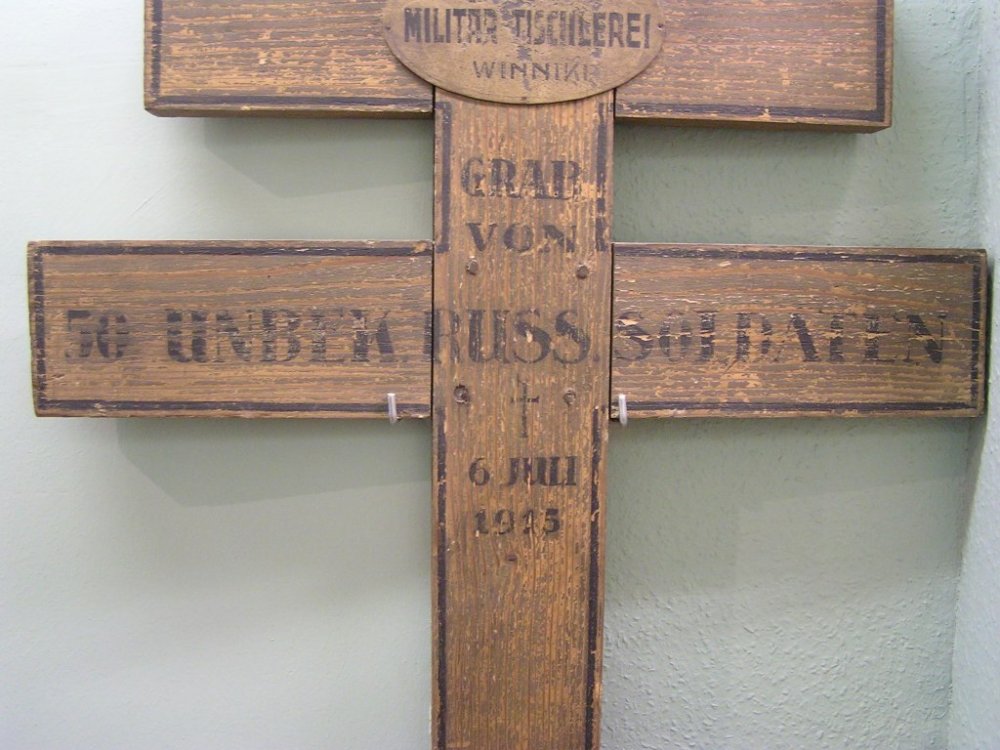 MILITÄR TISCHLEREI
WINNIKI
GRAB
VON
50 UNBEK. RUSS. SOLDATEN
6 JULI
1915